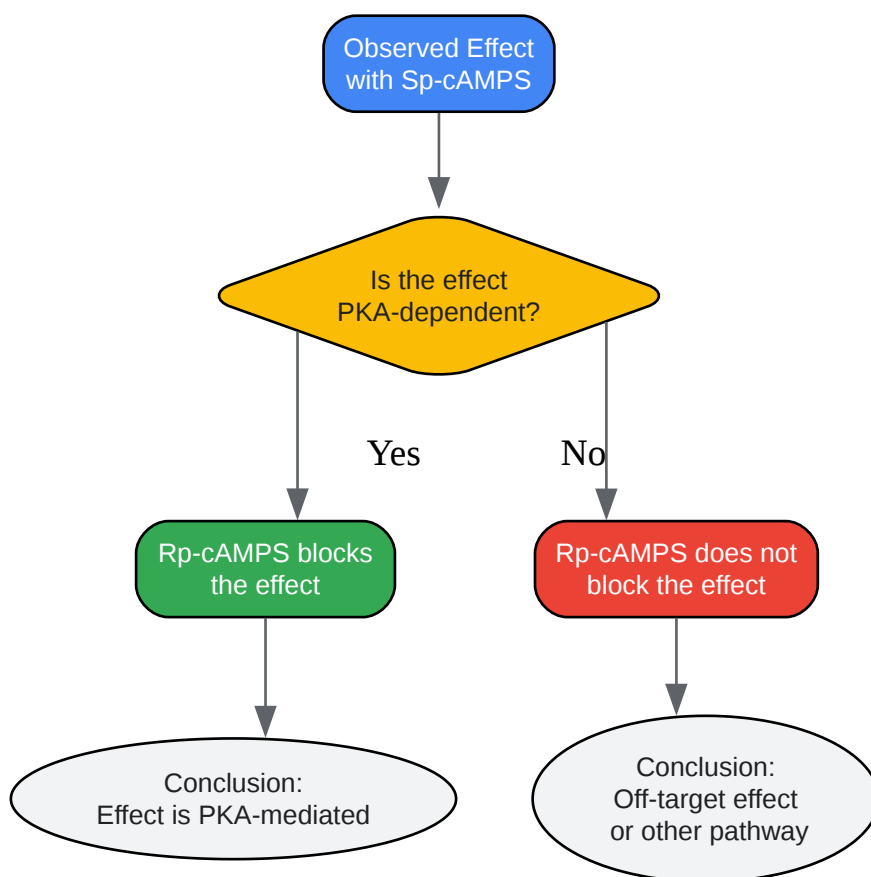 Observed Effect
with Sp-cAMPS
Is the effect
PKA-dependent?
Yes
No
Rp-cAMPS blocks
the effect
Rp-cAMPS does not
block the effect
Conclusion:
Effect is PKA-mediated
Conclusion:
Off-target effect
or other pathway